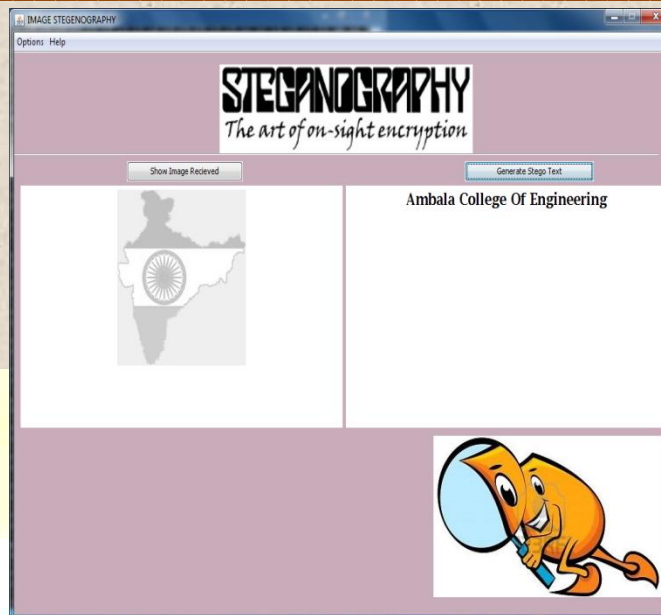 IMAGE STEGENOGRAPHY
Options Help
STEGANOGRAPHY
The art of on-sight encryption
Show Image Recieved
Generate Stego Text
Ambala College Of Engineering